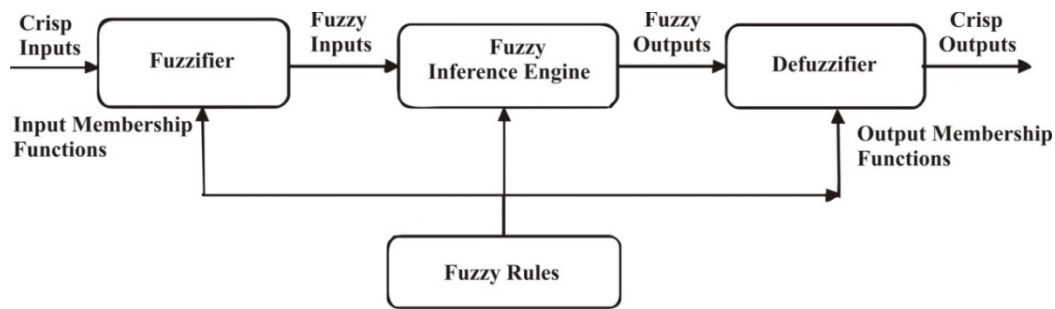 Crisp
Inputs
Fuzzifier
Fuzzy
Inputs
Fuzzy
Inference Engine
Fuzzy
Outputs
Defuzzifier
Crisp
Outputs
Input Membership
Functions
Output Membership
Functions
Fuzzy Rules